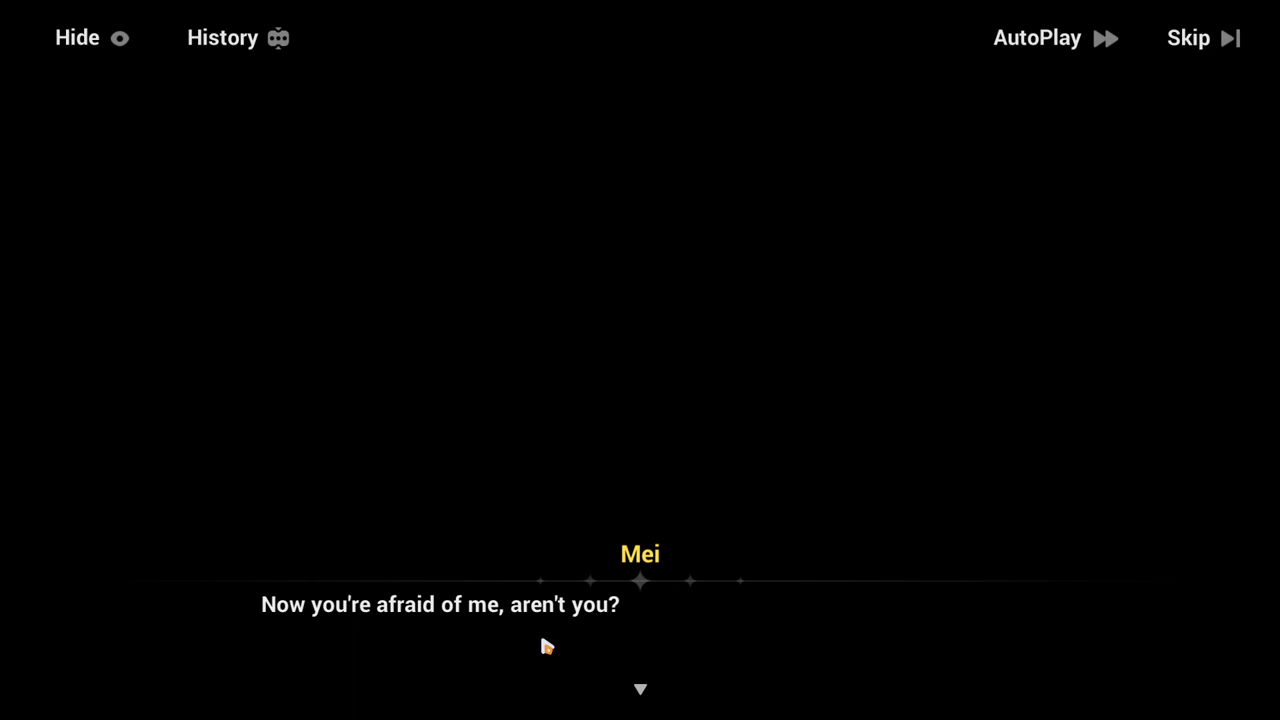 Hide
History
AutoPlay
Skip
Mei
Now you're afraid of me, aren't you?